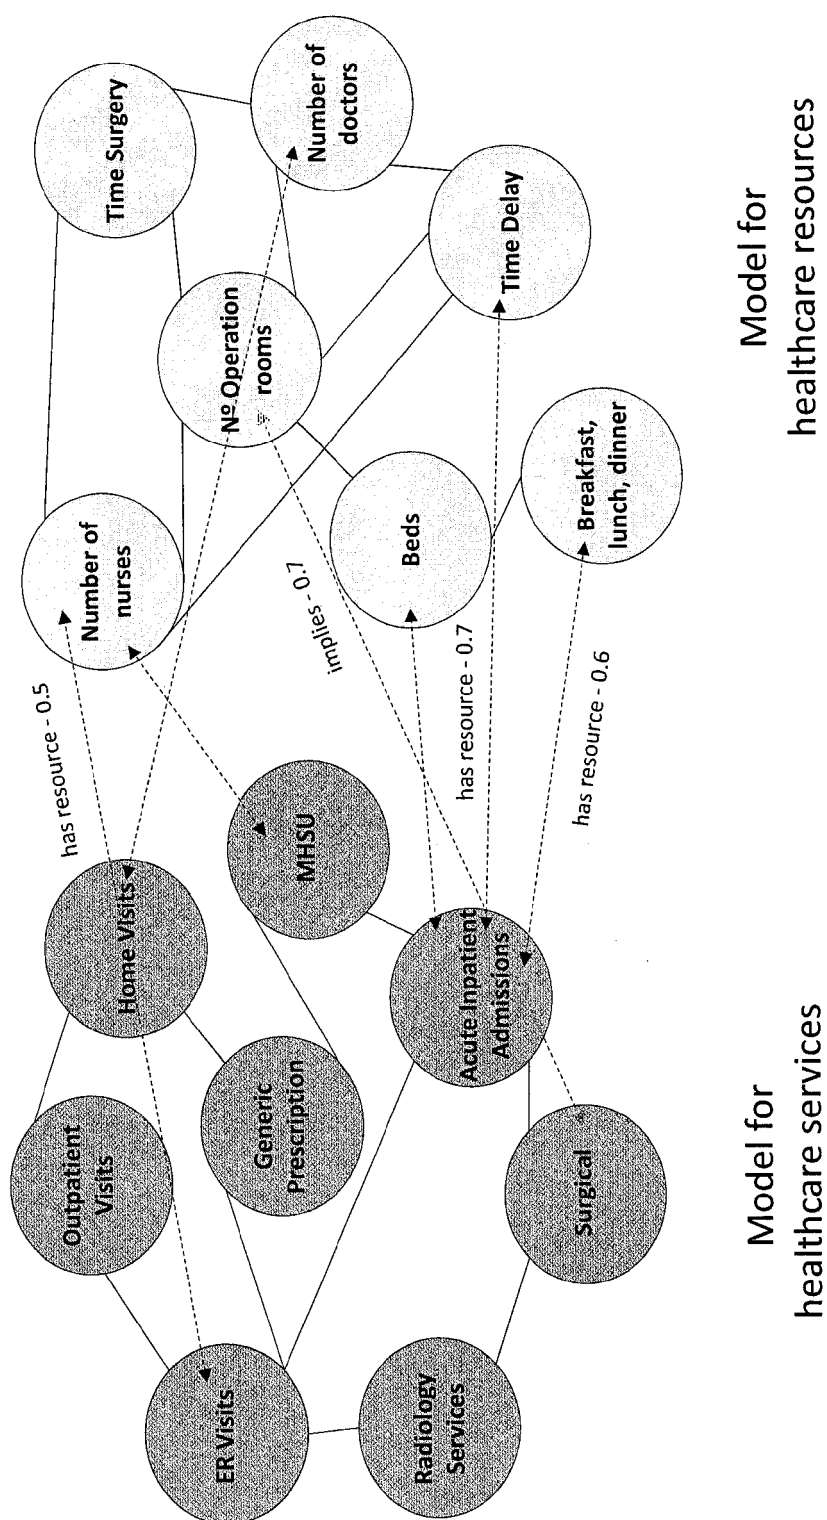 Outpatient
Visits
ER Visits
Home Visits
Generic
Prescription
Radiology
Services
MHSU
Acute Inpatient
Admissions
Surgical
Model for
healthcare services
has resource - 0.5
implies - 0.7
has resource - 0.7
has resource - 0.6
Number of
nurses
Time Surgery
Nº Operation
rooms
Number of
doctors
Beds
Time Delay
Breakfast,
lunch, dinner
Model for
healthcare resources